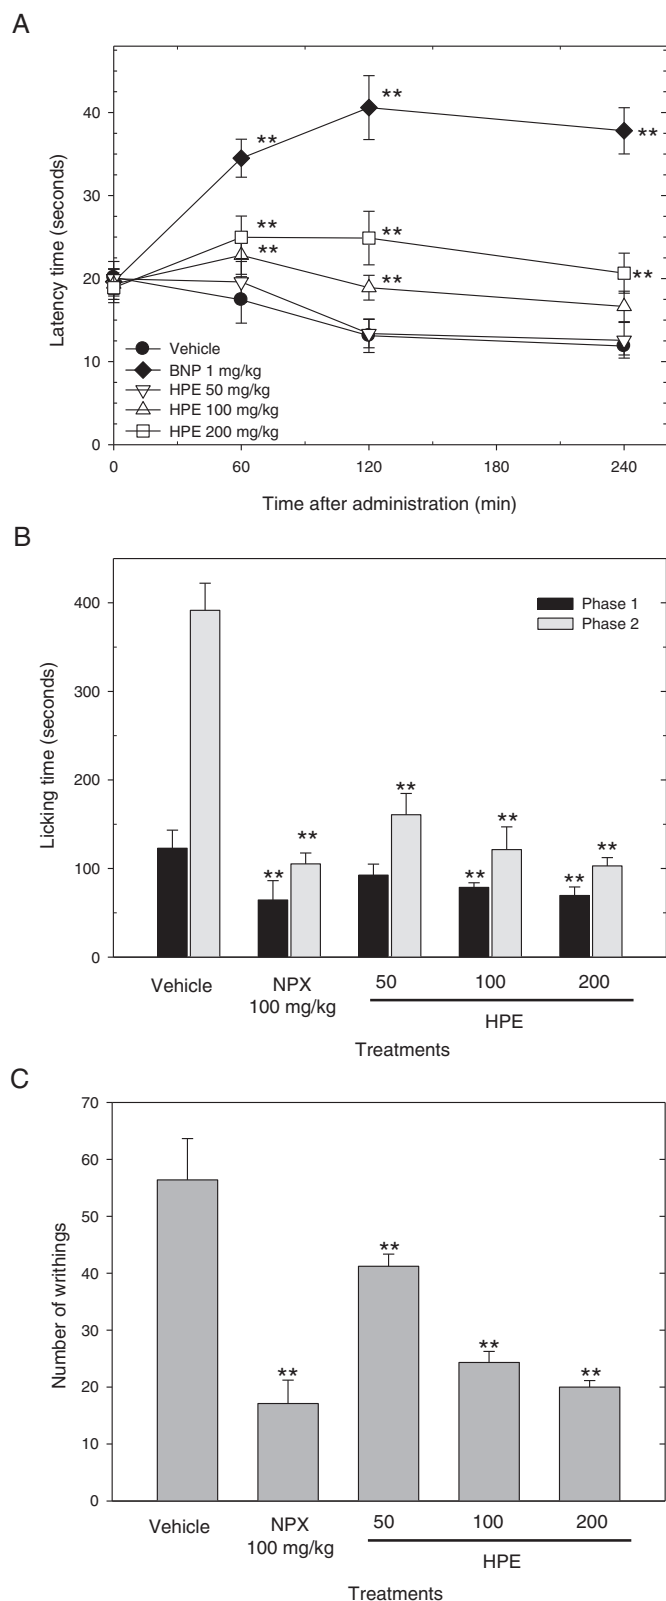 A
40
30
20
10
0
Latency time (seconds)
**
**
**
**
**
**
**
**
Vehicle
BNP 1 mg/kg
HPE 50 mg/kg
HPE 100 mg/kg
HPE 200 mg/kg
0 60 120 180 240
Time after administration (min)
B
400
300
200
100
0
Licking time (seconds)
Phase 1
Phase 2
** ** ** ** ** ** **
Vehicle NPX 50 100 200
100 mg/kg
HPE
Treatments
C
70
60
50
40
30
20
10
0
Number of writhings
** ** ** **
Vehicle NPX 50 100 200
100 mg/kg
HPE
Treatments